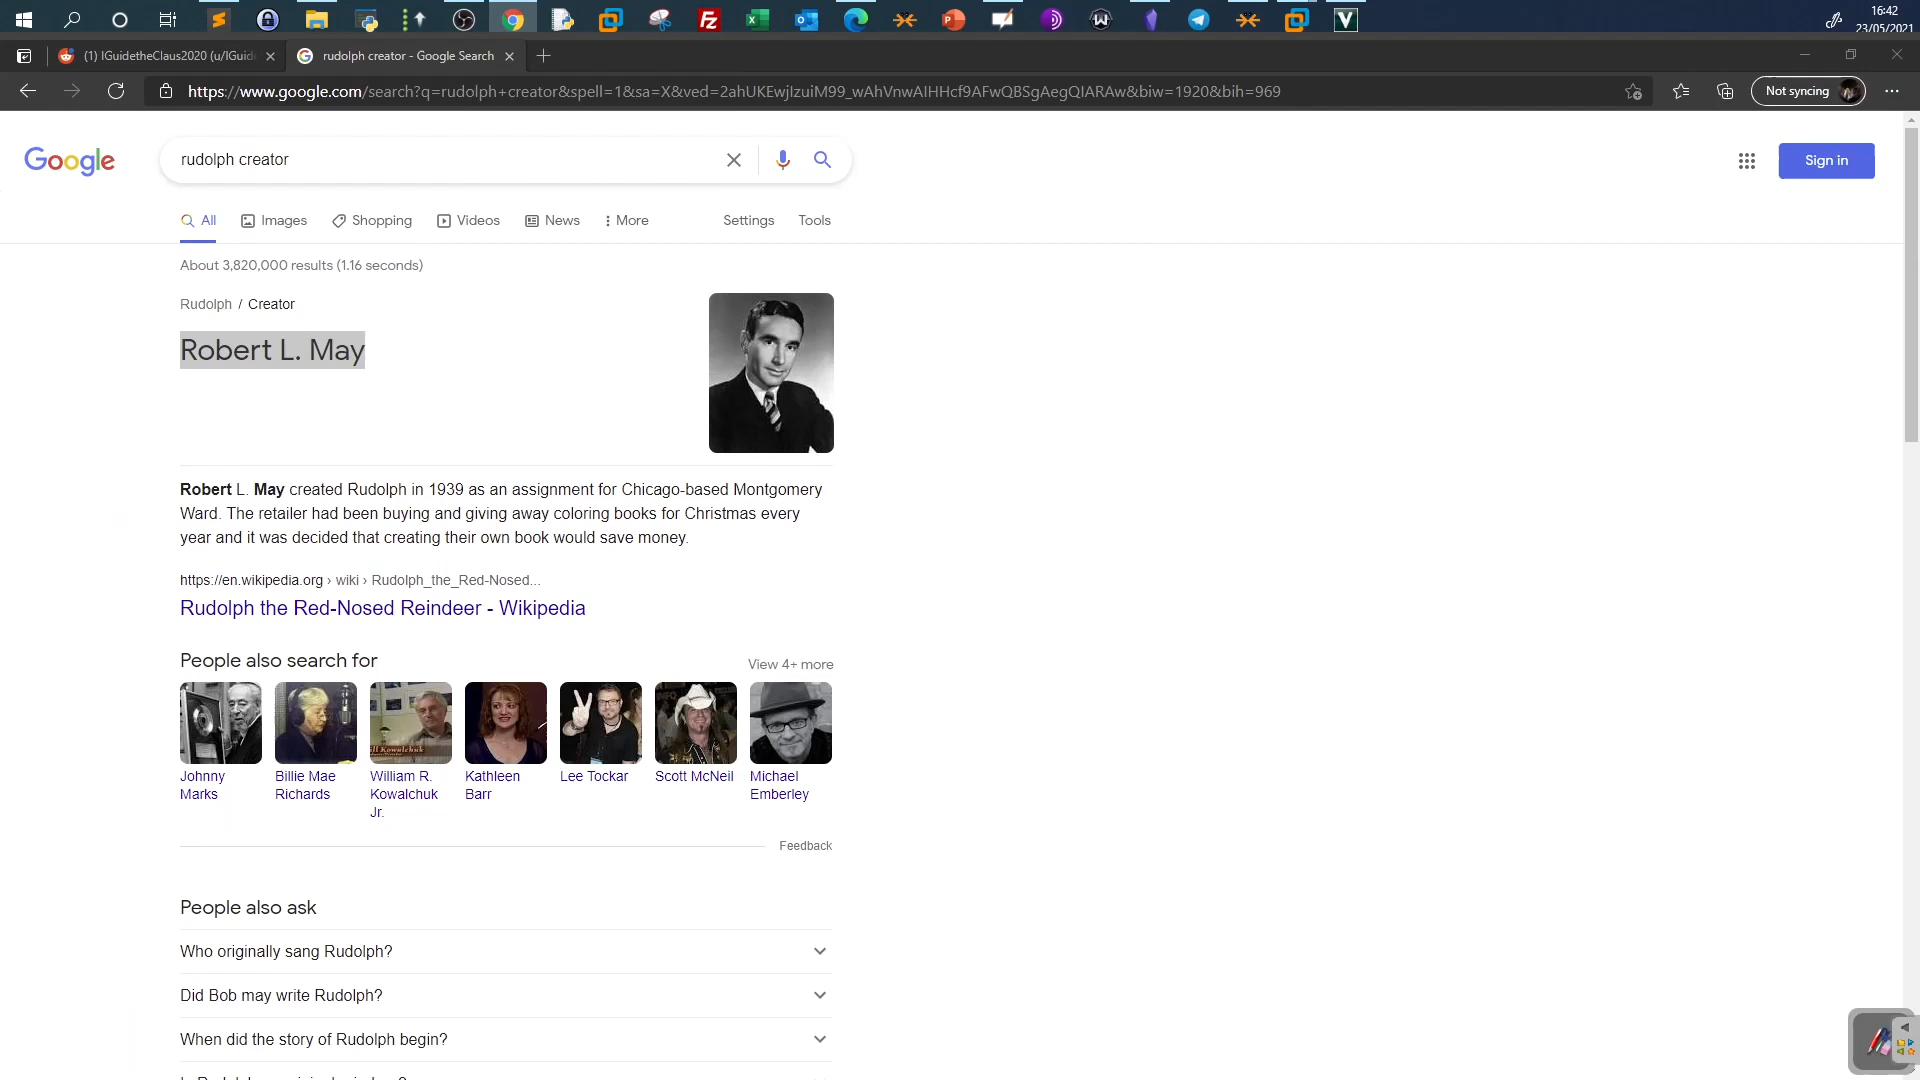 16:42
23/05/2021
(1) IGuidetheClaus2020 (u/IGuid
rudolph creator - Google Search
https://www.google.com/search?q=rudolph+creator&spell=1&sa=X&ved=2ahUKEwjIzuiM99_wAhVnwAIHHcf9AFwQBSgAegQIARAw&biw=1920&bih=969
Not syncing
Google
rudolph creator
Sign in
All Images Shopping Videos News More Settings Tools
About 3,820,000 results (1.16 seconds)
Rudolph / Creator
Robert L. May
Robert L. May created Rudolph in 1939 as an assignment for Chicago-based Montgomery
Ward. The retailer had been buying and giving away coloring books for Christmas every
year and it was decided that creating their own book would save money.
https://en.wikipedia.org › wiki › Rudolph_the_Red-Nosed...
Rudolph the Red-Nosed Reindeer - Wikipedia
People also search for
View 4+ more
Johnny Marks
Billie Mae Richards
William R. Kowalchuk Jr.
Kathleen Barr
Lee Tockar
Scott McNeil
Michael Emberley
Feedback
People also ask
Who originally sang Rudolph?
Did Bob may write Rudolph?
When did the story of Rudolph begin?